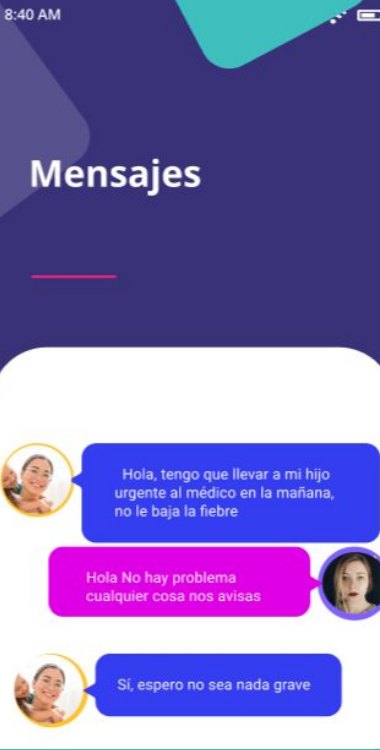 8:40 AM
Mensajes
Hola, tengo que llevar a mi hijo
urgente al médico en la mañana,
no le baja la fiebre
Hola No hay problema
cualquier cosa nos avisas
Sí, espero no sea nada grave